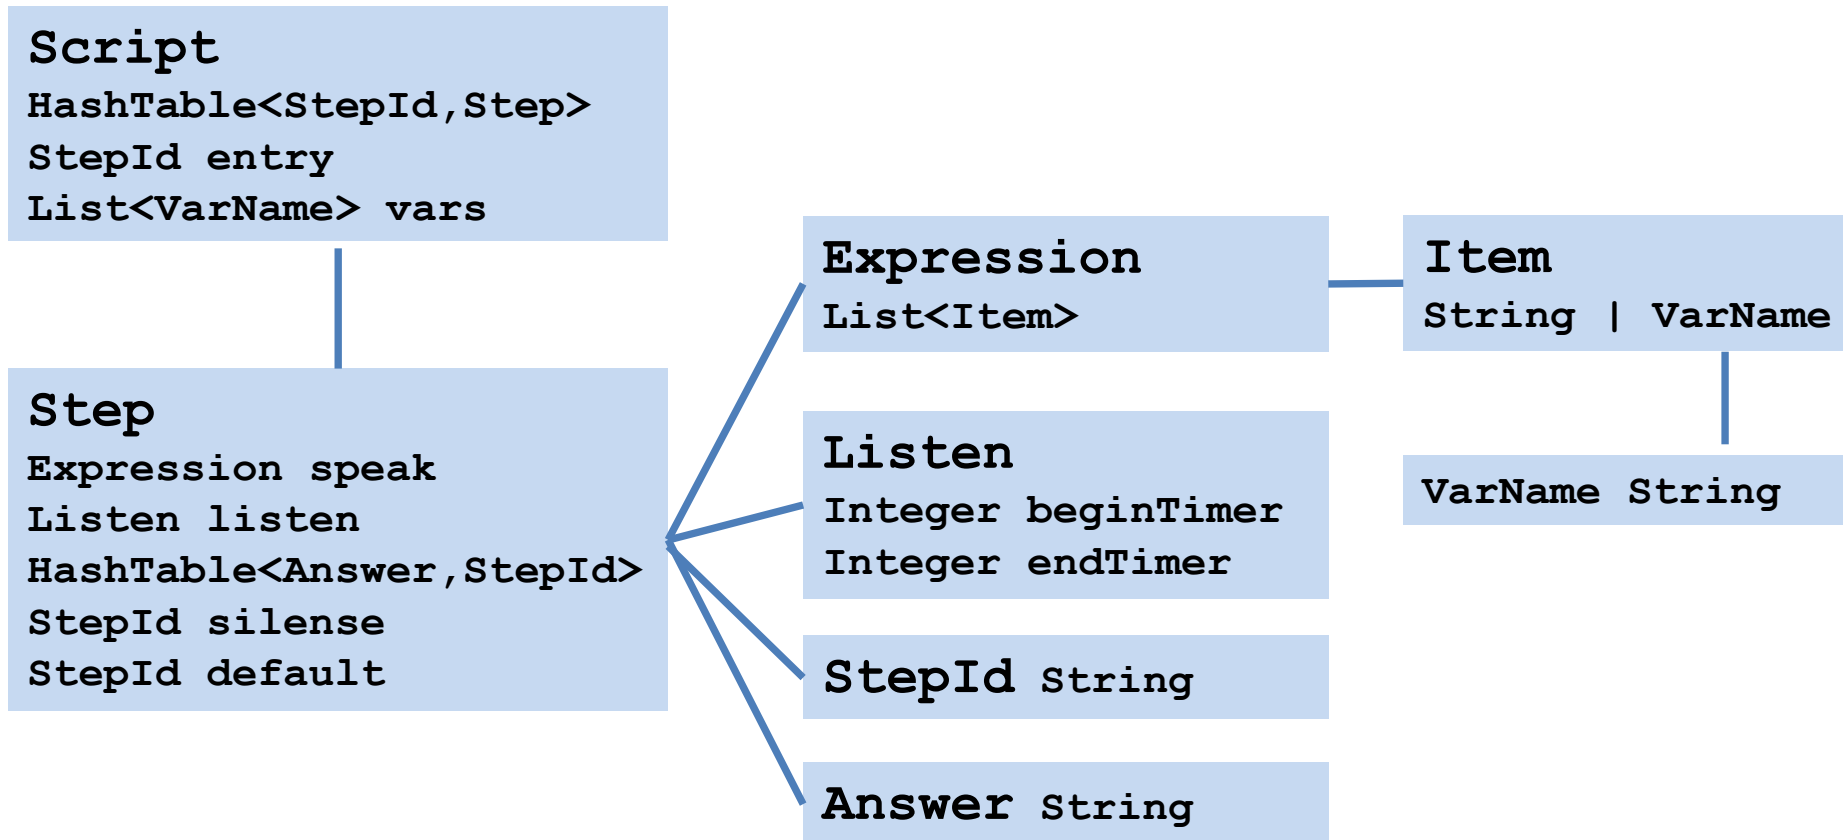 Script
HashTable<StepId,Step>
StepId entry
List<VarName> vars
Step
Expression speak
Listen listen
HashTable<Answer,StepId>
StepId silense
StepId default
Expression
List<Item>
Listen
Integer beginTimer
Integer endTimer
StepId String
Answer String
Item
String | VarName
VarName String